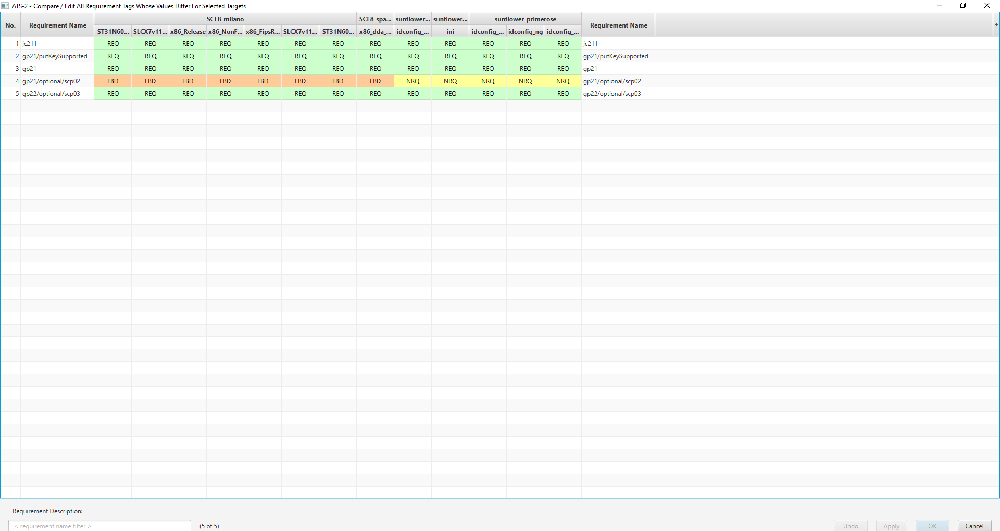 ATS-2 - Compare / Edit All Requirement Tags Whose Values Differ For Selected Targets
No. Requirement Name SCE8_milano SCE8_spa... sunflower... sunflower... sunflower_primerose Requirement Name +
ST31N60... SLCX7v11... x86_Release x86_NonF... x86_FipsR... SLCX7v11... ST31N60... x86_dda_... idconfig_... ini idconfig_... idconfig_ng idconfig_...
1 jc211 REQ REQ REQ REQ REQ REQ REQ REQ REQ REQ REQ REQ REQ jc211
2 gp21/putKeySupported REQ REQ REQ REQ REQ REQ REQ REQ REQ REQ REQ REQ REQ gp21/putKeySupported
3 gp21 REQ REQ REQ REQ REQ REQ REQ REQ REQ REQ REQ REQ REQ gp21
4 gp21/optional/scp02 FBD FBD FBD FBD FBD FBD FBD FBD NRQ NRQ NRQ NRQ NRQ gp21/optional/scp02
5 gp22/optional/scp03 REQ REQ REQ REQ REQ REQ REQ REQ REQ REQ REQ REQ REQ gp22/optional/scp03
Requirement Description:
< requirement name filter > (5 of 5) Undo Apply OK Cancel